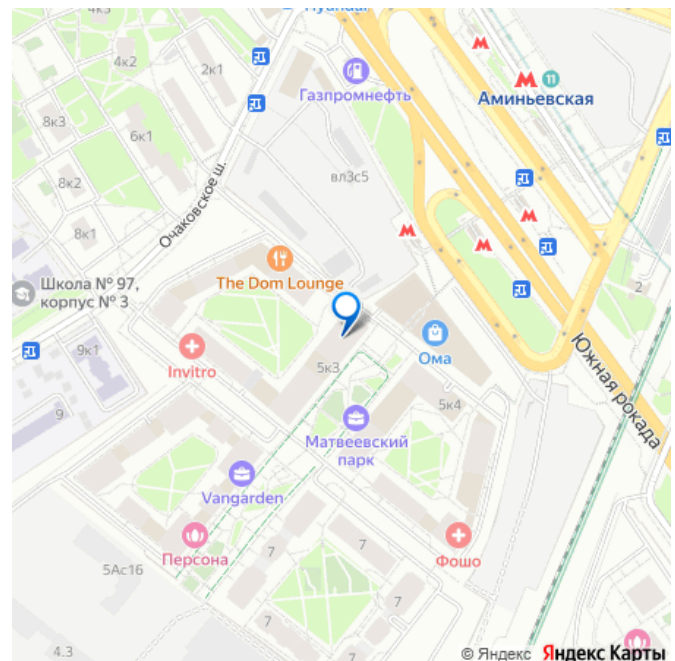 Hyundai
4к3
4к2
2к1
Газпромнефть
М 11
Аминьевская
8к3
6к1
8к2
вл3с5
Очаковское ш.
8к1
М
М
М
М
The Dom Lounge
Школа № 97,
корпус № 3
2
Ома
9к1
Invitro
5к3
Южная рокада
9
5к4
Матвеевский
парк
Vangarden
Персона
Фошо
7
5Ас16
7
7
7
4.3
© Яндекс Яндекс Карты